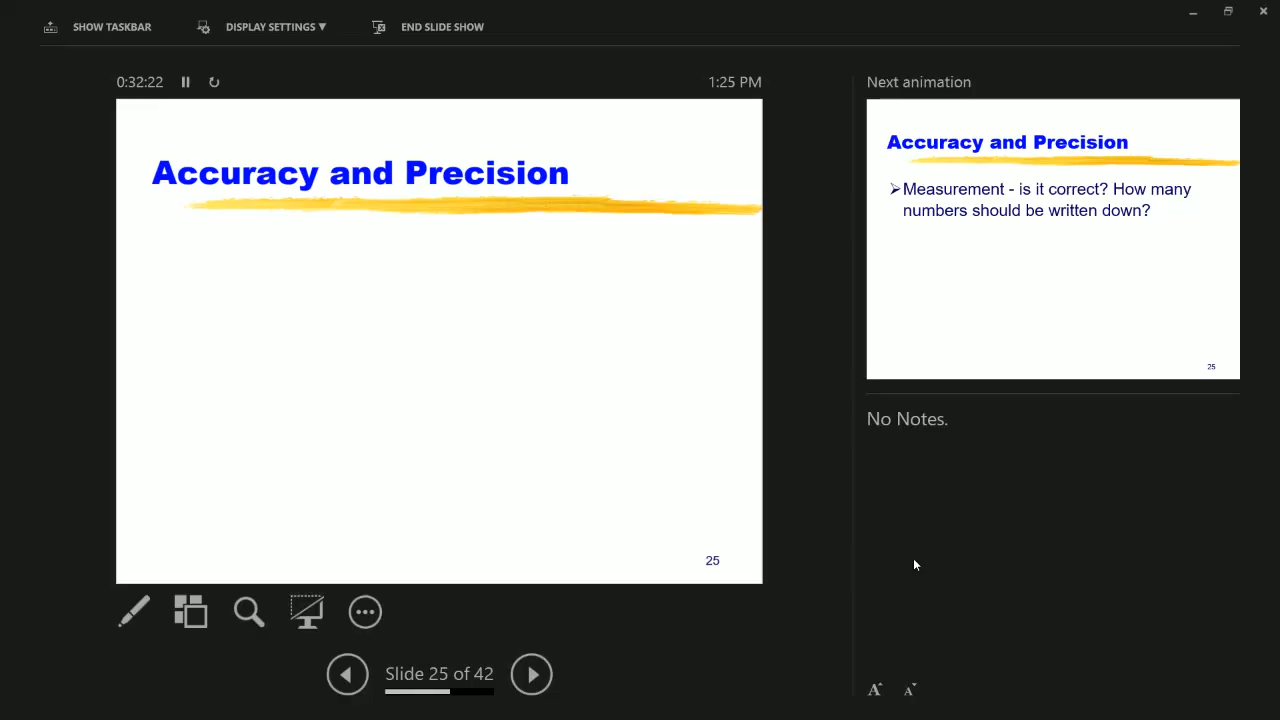 SHOW TASKBAR
DISPLAY SETTINGS ▼
END SLIDE SHOW
0:32:22
1:25 PM
Accuracy and Precision
25
Slide 25 of 42
Next animation
Accuracy and Precision
➢Measurement - is it correct? How many
numbers should be written down?
25
No Notes.
A A